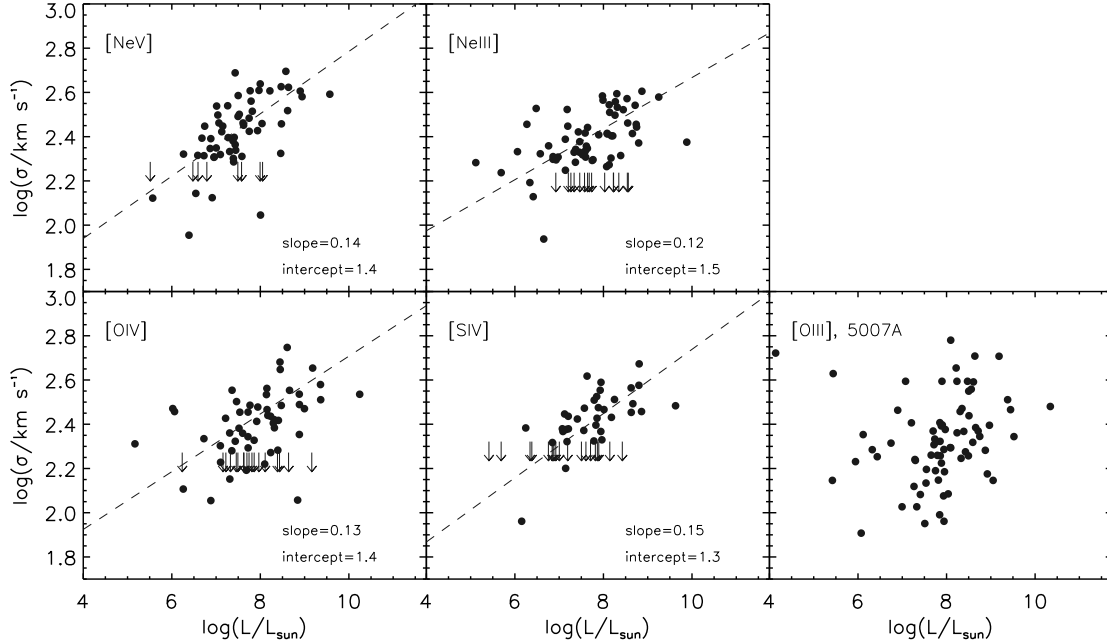 3.0
2.8
2.6
2.4
2.2
2.0
1.8
log(σ/km s⁻¹)
[NeV]
slope=0.14
intercept=1.4
[NeIII]
slope=0.12
intercept=1.5
3.0
2.8
2.6
2.4
2.2
2.0
1.8
log(σ/km s⁻¹)
[OIV]
slope=0.13
intercept=1.4
[SIV]
slope=0.15
intercept=1.3
[OIII], 5007A
4 6 8 10
4 6 8 10
4 6 8 10
log(L/Lsun)
log(L/Lsun)
log(L/Lsun)